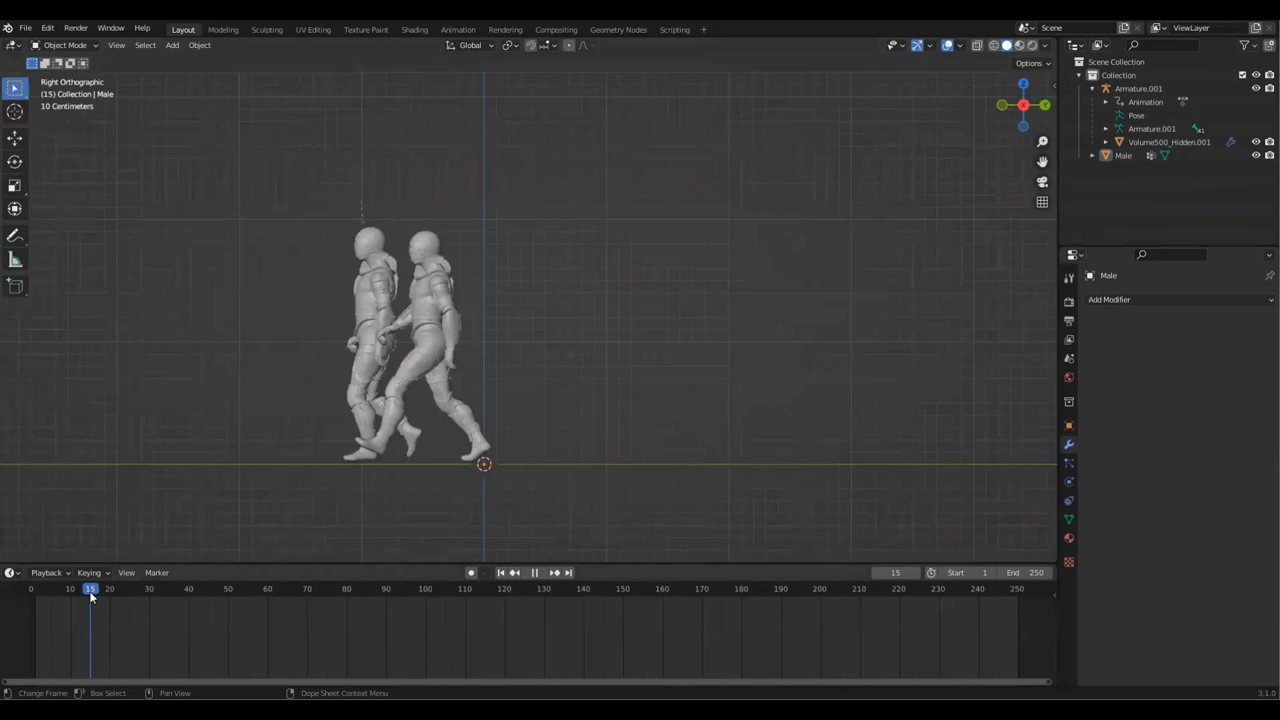 File Edit Render Window Help Layout Modeling Sculpting UV Editing Texture Paint Shading Animation Rendering Compositing Geometry Nodes Scripting Scene ViewLayer
Object Mode View Select Add Object Global
Options
Right Orthographic
(15) Collection | Male
10 Centimeters
Z
X
Y
Scene Collection
Collection
Armature.001
Animation
Pose
Armature.001
Volume500_Hidden.001
Male
Male
Add Modifier
Playback Keying View Marker 15 Start 1 End 250
0 10 15 20 30 40 50 60 70 80 90 100 110 120 130 140 150 160 170 180 190 200 210 220 230 240 250
Change Frame Box Select Pan View Dope Sheet Context Menu 3.1.0